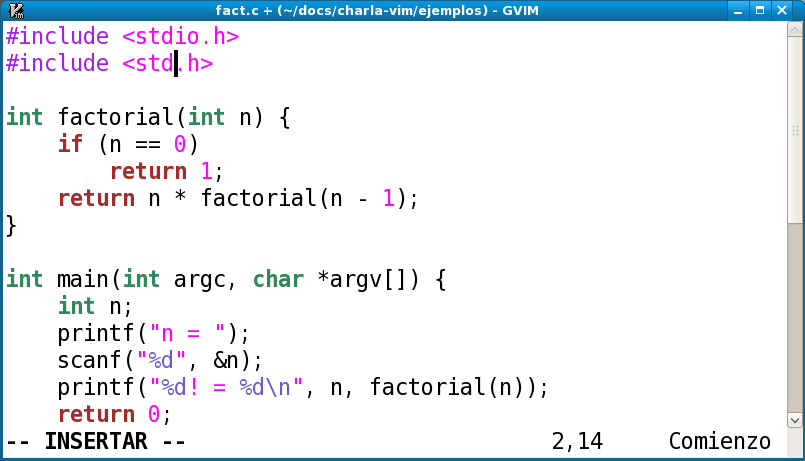 fact.c + (~/docs/charla-vim/ejemplos) - GVIM
#include <stdio.h>
#include <std.h>
int factorial(int n) {
    if (n == 0)
        return 1;
    return n * factorial(n - 1);
}
int main(int argc, char *argv[]) {
    int n;
    printf("n = ");
    scanf("%d", &n);
    printf("%d! = %d\n", n, factorial(n));
    return 0;
-- INSERTAR -- 2,14 Comienzo